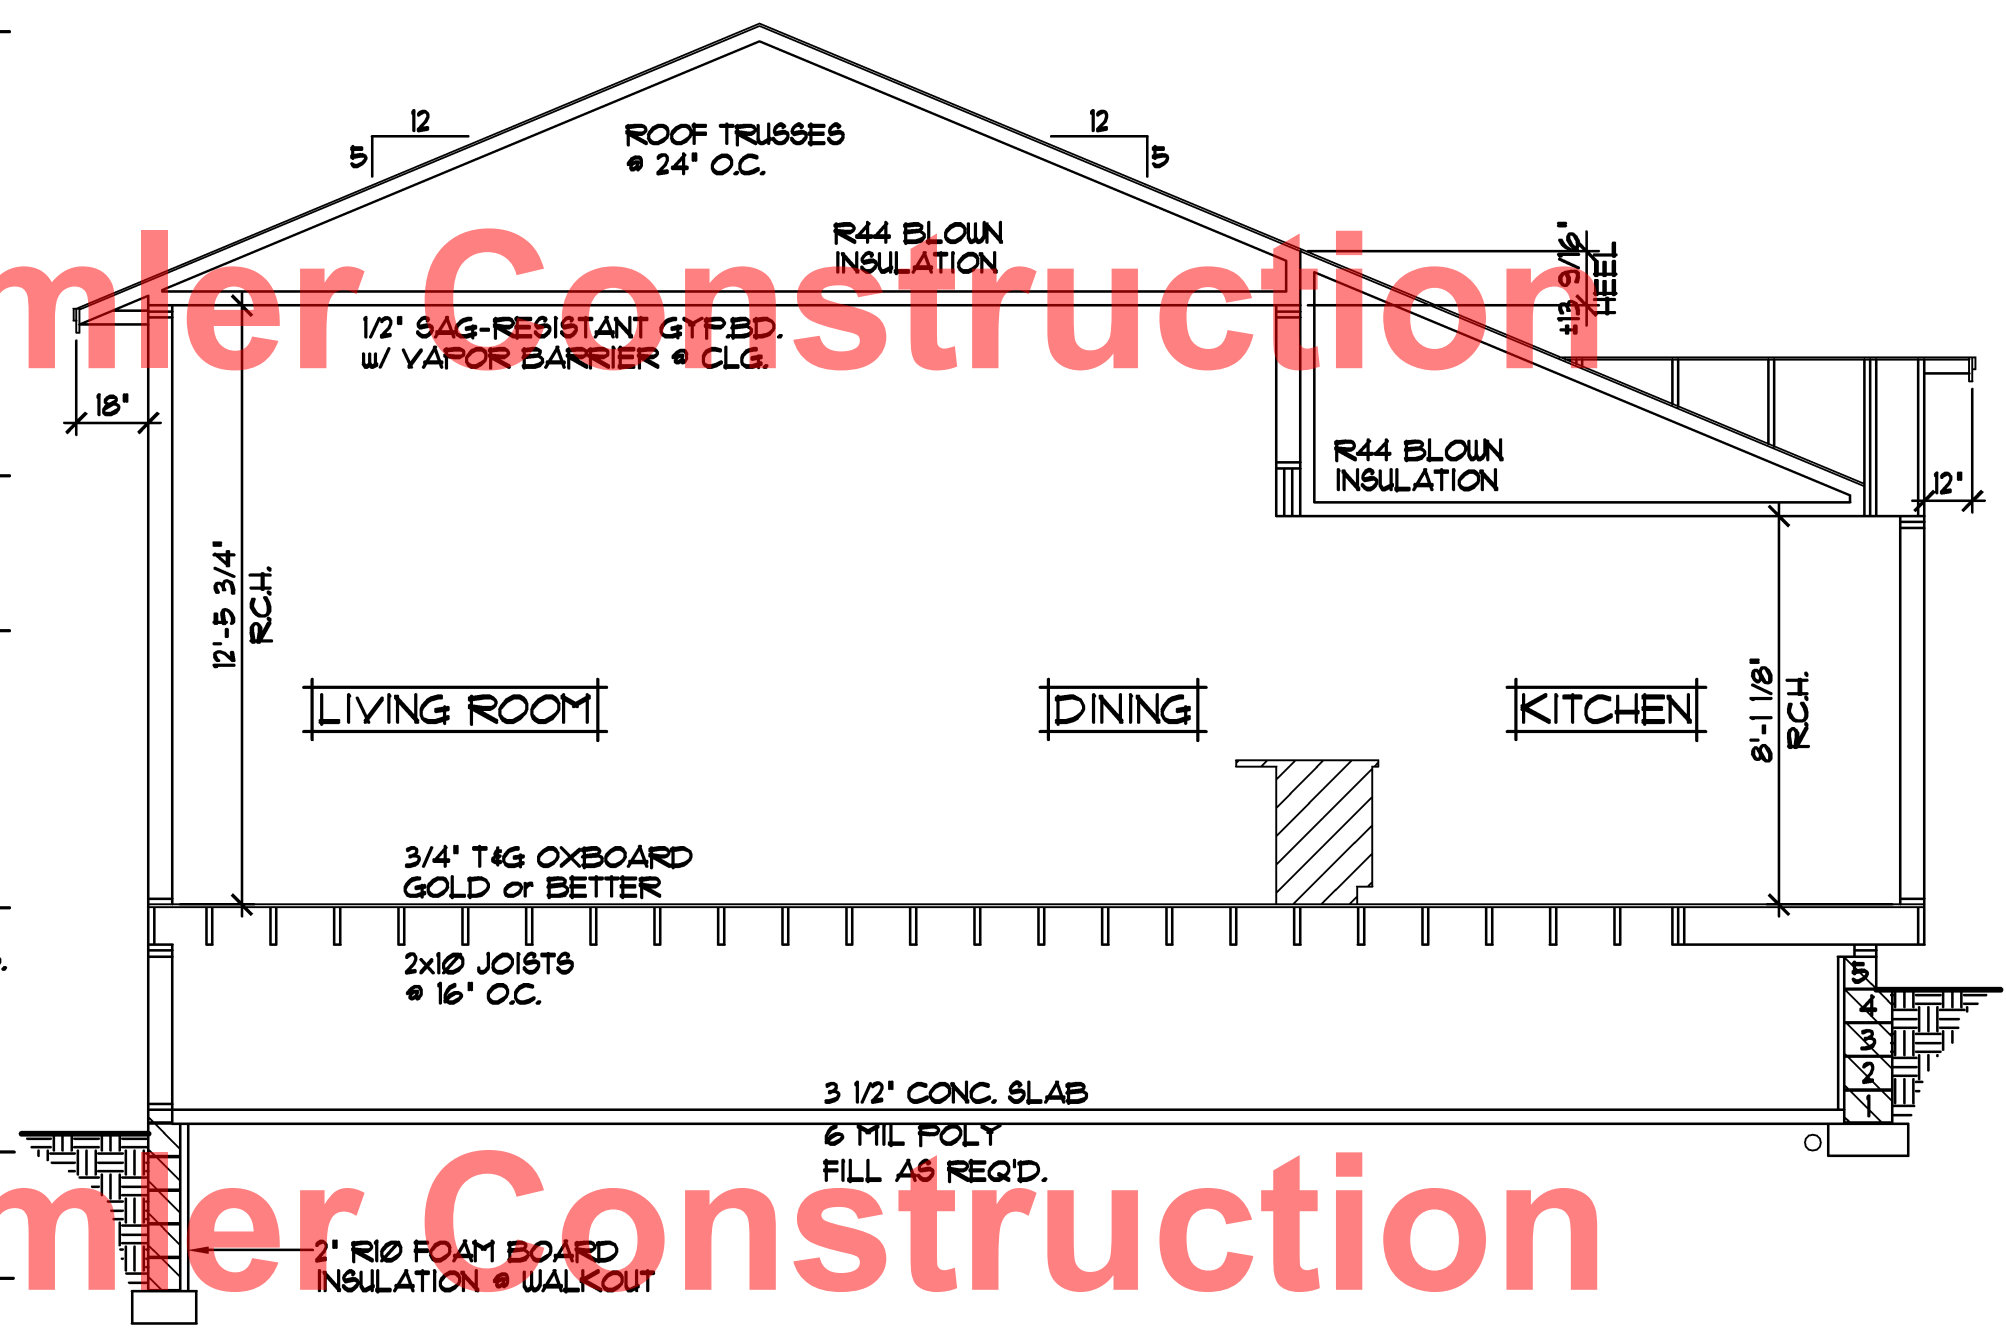 12
5
ROOF TRUSSES
@ 24" O.C.
12
5
R44 BLOWN
INSULATION
±13 9/16"
HEEL
mler Construction
1/2" SAG-RESISTANT GYP.BD.
w/ VAPOR BARRIER @ CLG.
18"
R44 BLOWN
INSULATION
12"
12'-5 3/4"
R.C.H.
LIVING ROOM
DINING
KITCHEN
8'-1 1/8"
R.C.H.
3/4" T&G OXBOARD
GOLD or BETTER
2x10 JOISTS
@ 16" O.C.
5"
4
3
2
1
3 1/2" CONC. SLAB
6 MIL POLY
FILL AS REQ'D.
mler Construction
2" R10 FOAM BOARD
INSULATION @ WALKOUT